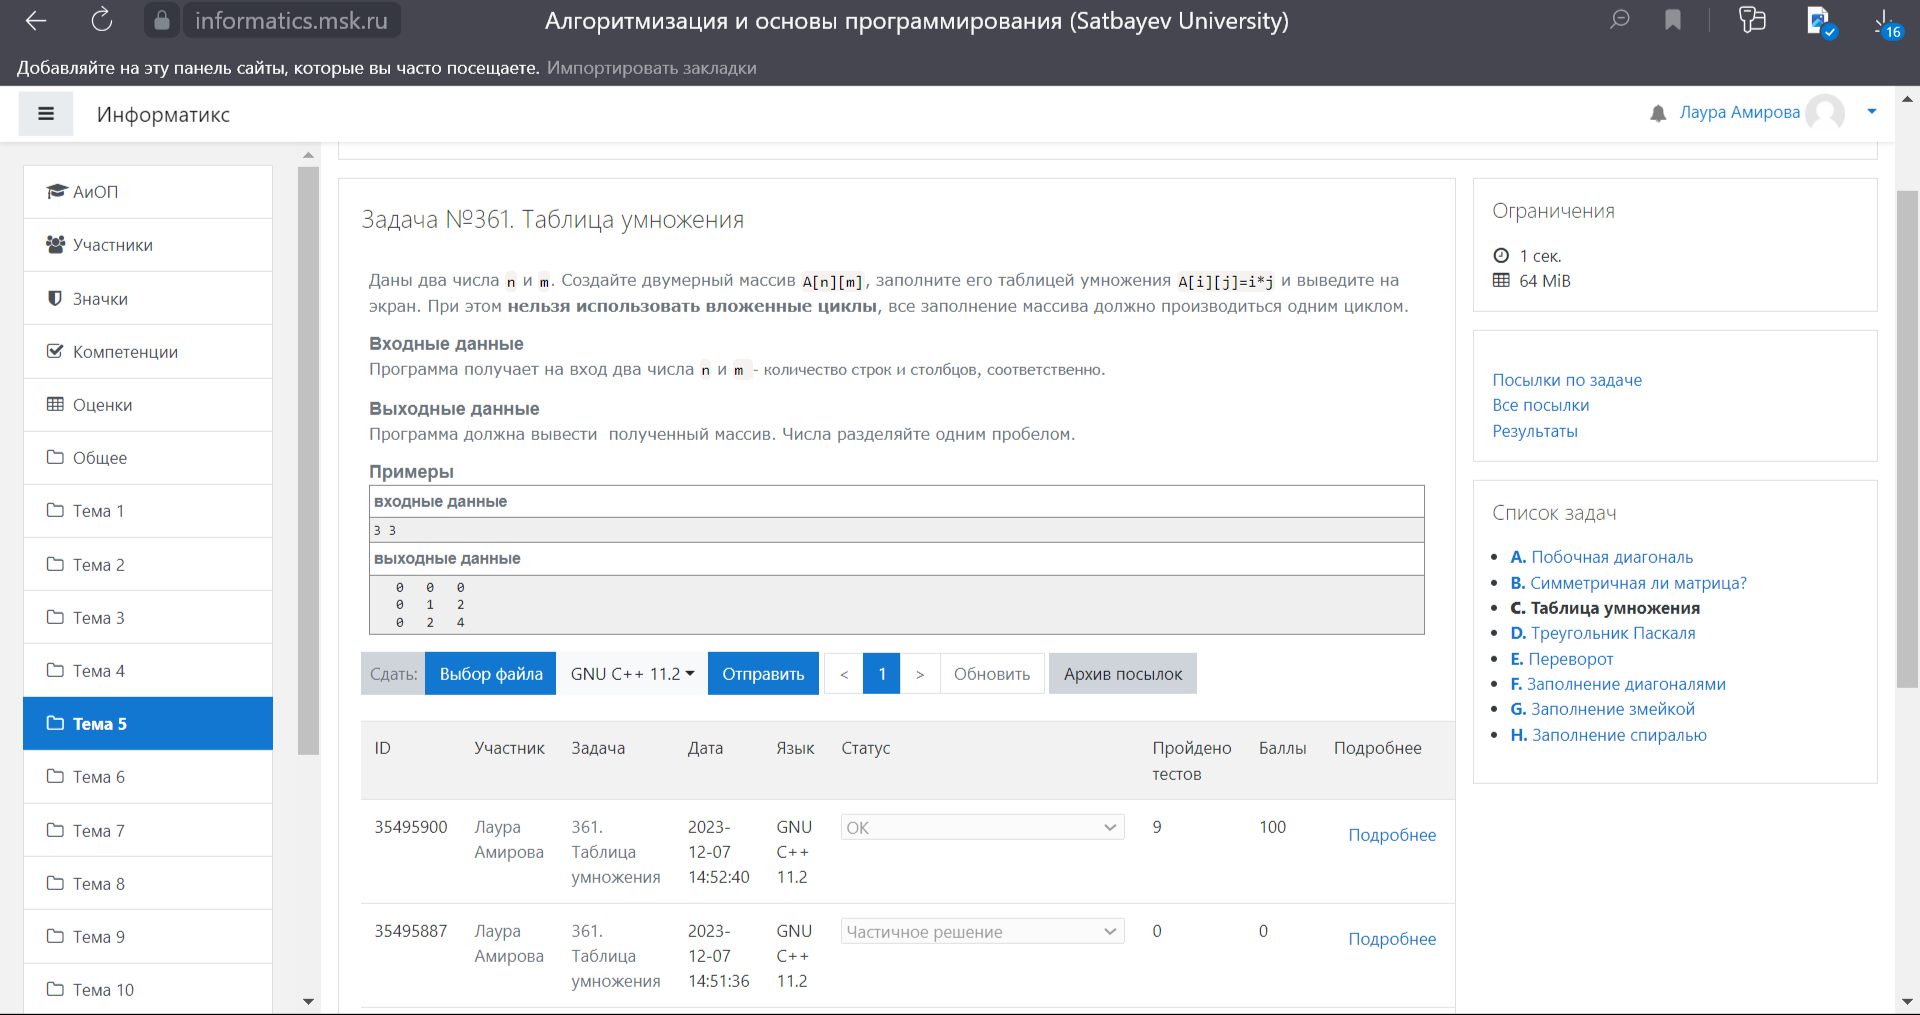 informatics.msk.ru
Алгоритмизация и основы программирования (Satbayev University)
16
Добавляйте на эту панель сайты, которые вы часто посещаете. Импортировать закладки
Информатикс
Лаура Амирова
АиОП
Участники
Значки
Компетенции
Оценки
Общее
Тема 1
Тема 2
Тема 3
Тема 4
Тема 5
Тема 6
Тема 7
Тема 8
Тема 9
Тема 10
Задача №361. Таблица умножения
Даны два числа n и m. Создайте двумерный массив A[n][m], заполните его таблицей умножения A[i][j]=i*j и выведите на
экран. При этом нельзя использовать вложенные циклы, все заполнение массива должно производиться одним циклом.
Входные данные
Программа получает на вход два числа n и m - количество строк и столбцов, соответственно.
Выходные данные
Программа должна вывести полученный массив. Числа разделяйте одним пробелом.
Примеры
входные данные
3 3
выходные данные
0 0 0
0 1 2
0 2 4
Сдать: Выбор файла GNU C++ 11.2 Отправить < 1 > Обновить Архив посылок
ID Участник Задача Дата Язык Статус Пройдено тестов Баллы Подробнее
35495900 Лаура Амирова 361. Таблица умножения 2023-12-07 14:52:40 GNU C++ 11.2 OK 9 100 Подробнее
35495887 Лаура Амирова 361. Таблица умножения 2023-12-07 14:51:36 GNU C++ 11.2 Частичное решение 0 0 Подробнее
Ограничения
1 сек.
64 MiB
Посылки по задаче
Все посылки
Результаты
Список задач
A. Побочная диагональ
B. Симметричная ли матрица?
C. Таблица умножения
D. Треугольник Паскаля
E. Переворот
F. Заполнение диагоналями
G. Заполнение змейкой
H. Заполнение спиралью